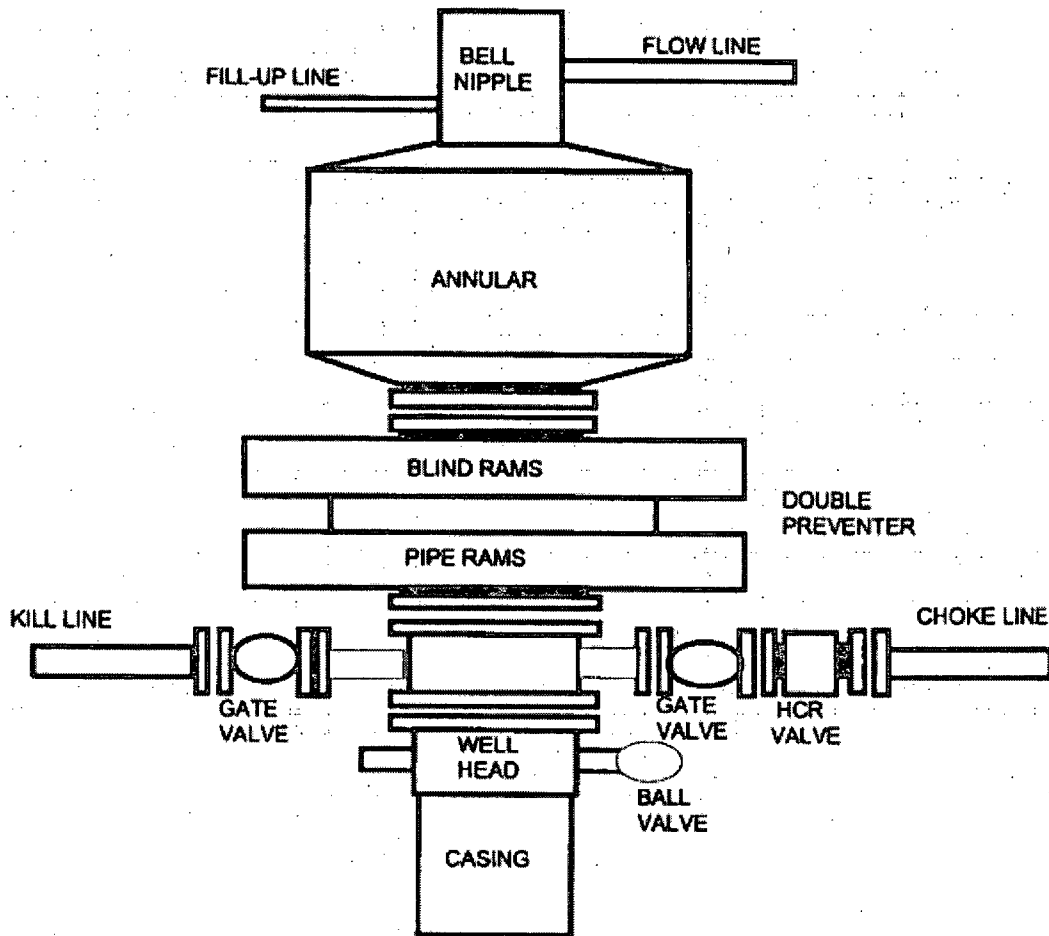 FLOW LINE
BELL
NIPPLE
FILL-UP LINE
ANNULAR
BLIND RAMS
DOUBLE
PREVENTER
PIPE RAMS
KILL LINE
CHOKE LINE
GATE
VALVE
GATE
VALVE
HCR
VALVE
WELL
HEAD
BALL
VALVE
CASING